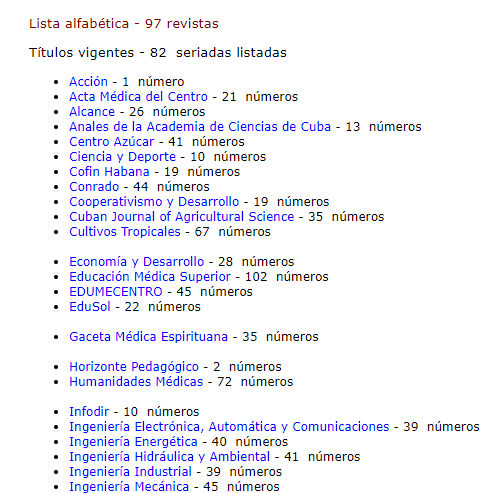 Lista alfabética - 97 revistas
Títulos vigentes - 82 seriadas listadas
Acción - 1 número
Acta Médica del Centro - 21 números
Alcance - 26 números
Anales de la Academia de Ciencias de Cuba - 13 números
Centro Azúcar - 41 números
Ciencia y Deporte - 10 números
Cofin Habana - 19 números
Conrado - 44 números
Cooperativismo y Desarrollo - 19 números
Cuban Journal of Agricultural Science - 35 números
Cultivos Tropicales - 67 números
Economía y Desarrollo - 28 números
Educación Médica Superior - 102 números
EDUMECENTRO - 45 números
EduSol - 22 números
Gaceta Médica Espirituana - 35 números
Horizonte Pedagógico - 2 números
Humanidades Médicas - 72 números
Infodir - 10 números
Ingeniería Electrónica, Automática y Comunicaciones - 39 números
Ingeniería Energética - 40 números
Ingeniería Hidráulica y Ambiental - 41 números
Ingeniería Industrial - 39 números
Ingeniería Mecánica - 45 números